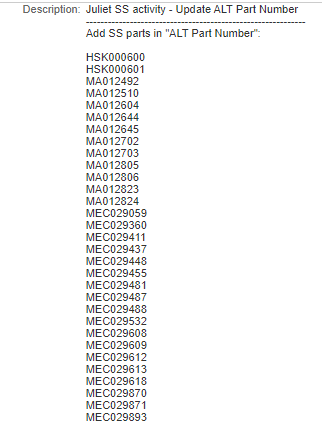 Description: Juliet SS activity - Update ALT Part Number
------------------------------------------------------------
Add SS parts in "ALT Part Number":
HSK000600
HSK000601
MA012492
MA012510
MA012604
MA012644
MA012645
MA012702
MA012703
MA012805
MA012806
MA012823
MA012824
MEC029059
MEC029360
MEC029411
MEC029437
MEC029448
MEC029455
MEC029481
MEC029487
MEC029488
MEC029532
MEC029608
MEC029609
MEC029612
MEC029613
MEC029618
MEC029870
MEC029871
MEC029893